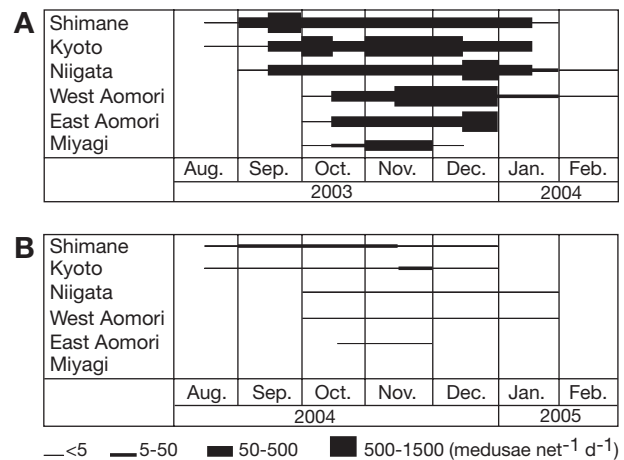 A
Shimane
Kyoto
Niigata
West Aomori
East Aomori
Miyagi
Aug. Sep. Oct. Nov. Dec. Jan. Feb.
2003 2004
B
Shimane
Kyoto
Niigata
West Aomori
East Aomori
Miyagi
Aug. Sep. Oct. Nov. Dec. Jan. Feb.
2004 2005
<5 5-50 50-500 500-1500 (medusae net⁻¹ d⁻¹)